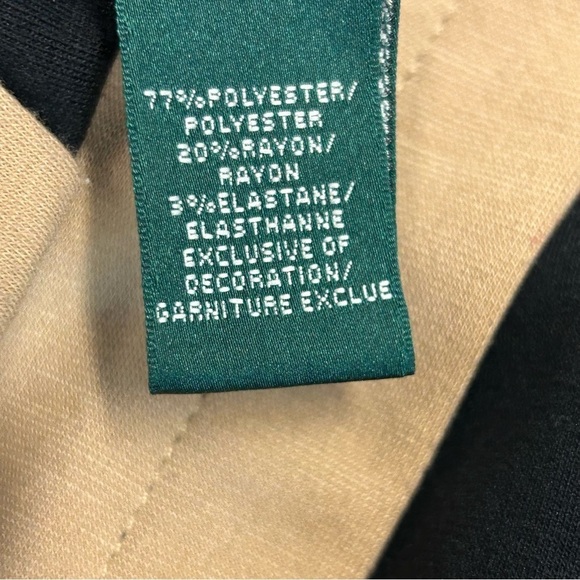 77%POLYESTER/
POLYESTER
20%RAYON/
RAYON
3%ELASTANE/
ELASTHANNE
EXCLUSIVE OF
DECORATION/
GARNITURE EXCLUE